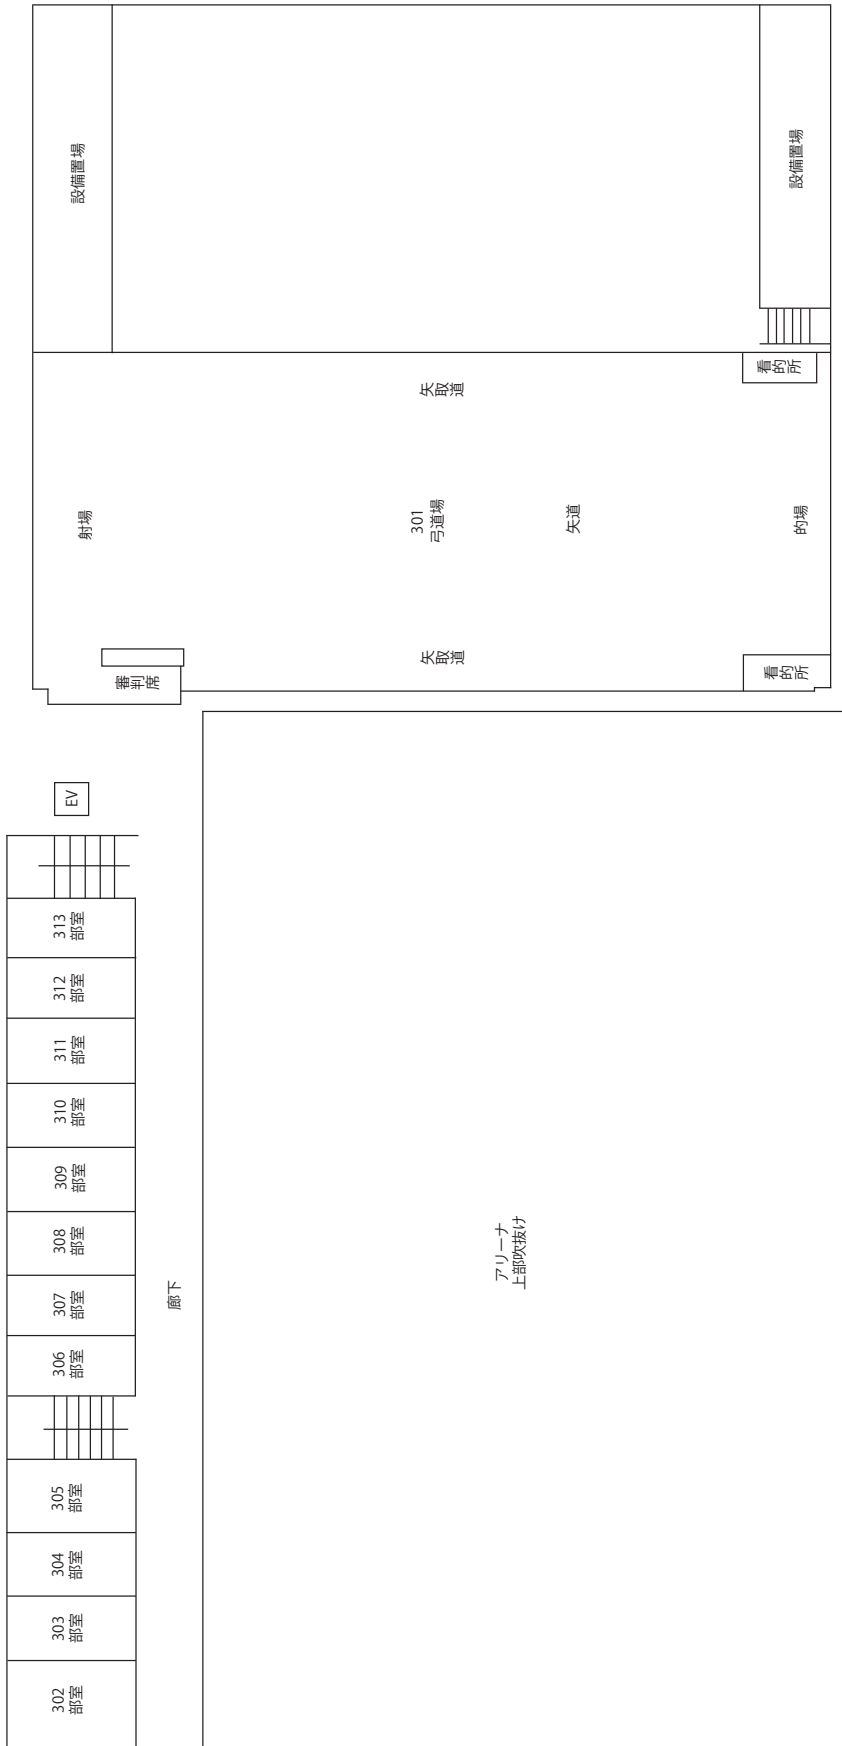 設備置場
設備置場
看的所
矢取道
射場
301
弓道場
矢道
的場
矢取道
審判席
看的所
EV
313
部室
312
部室
311
部室
310
部室
309
部室
308
部室
307
部室
306
部室
廊下
アリーナ
上部吹抜け
305
部室
304
部室
303
部室
302
部室